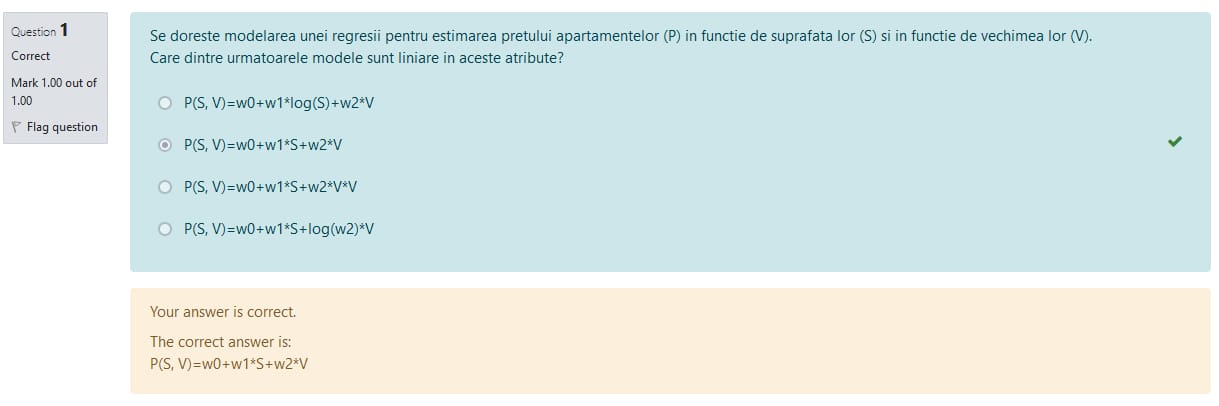 Question 1
Correct
Mark 1.00 out of
1.00
Flag question
Se doreste modelarea unei regresii pentru estimarea pretului apartamentelor (P) in functie de suprafata lor (S) si in functie de vechimea lor (V).
Care dintre urmatoarele modele sunt liniare in aceste atribute?
P(S, V)=w0+w1*log(S)+w2*V
P(S, V)=w0+w1*S+w2*V
P(S, V)=w0+w1*S+w2*V*V
P(S, V)=w0+w1*S+log(w2)*V
Your answer is correct.
The correct answer is:
P(S, V)=w0+w1*S+w2*V